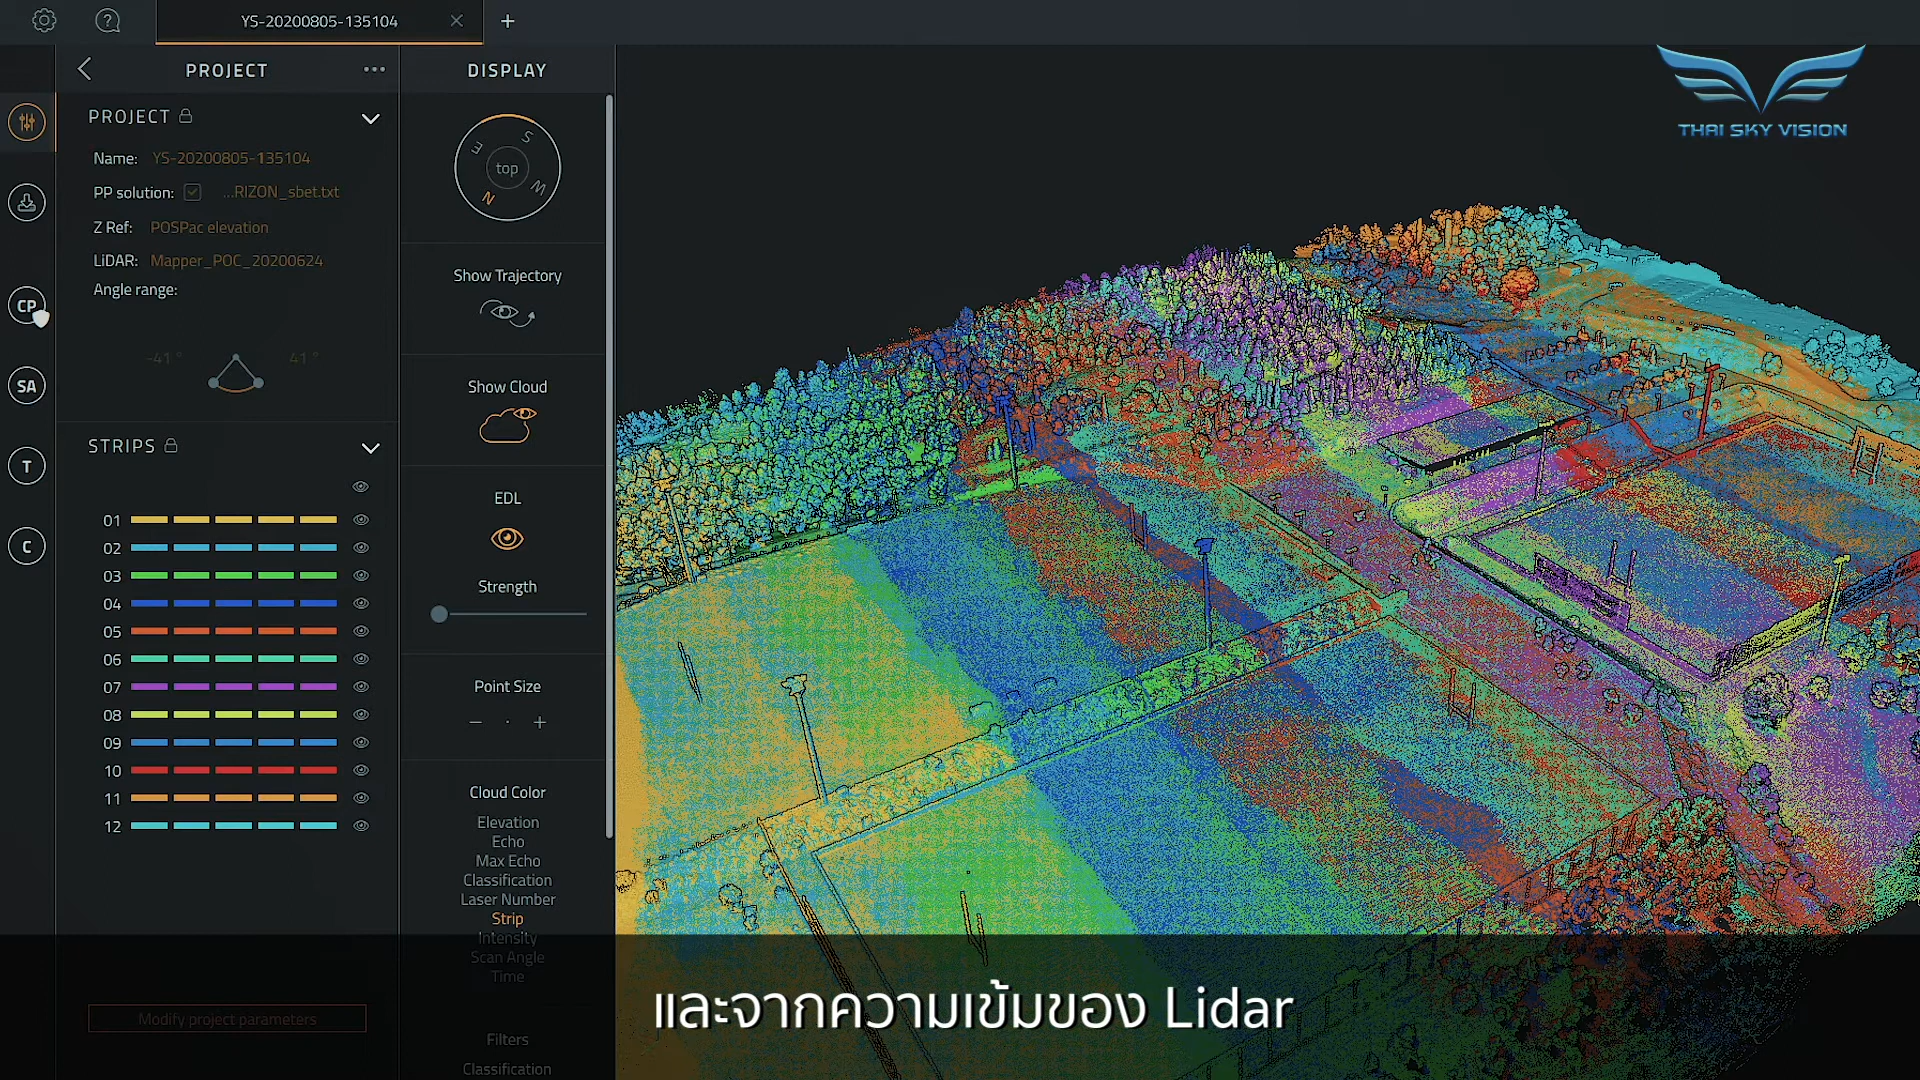 YS-20200805-135104
PROJECT
DISPLAY
THAI SKY VISION
PROJECT
Name: YS-20200805-135104
PP solution: ...RIZON_sbet.txt
Z Ref: POSPac elevation
LiDAR: Mapper_POC_20200624
Angle range:
-41 ° 41 °
CP
SA
T
C
STRIPS
01
02
03
04
05
06
07
08
09
10
11
12
Modify project parameters
S
E
top
W
N
Show Trajectory
Show Cloud
EDL
Strength
Point Size
Cloud Color
Elevation
Echo
Max Echo
Classification
Laser Number
Strip
Intensity
Scan Angle
Time
Filters
Classification
และจากความเข้มของ Lidar